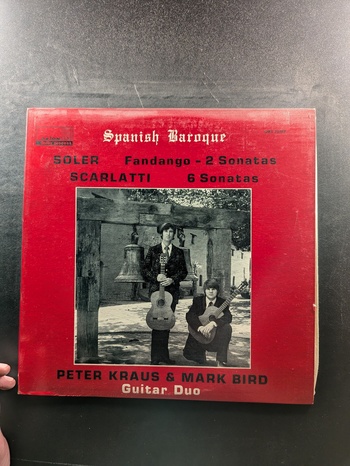 Spanish Baroque
SOLER Fandango - 2 Sonatas
SCARLATTI 6 Sonatas
PETER KRAUS & MARK BIRD
Guitar Duo